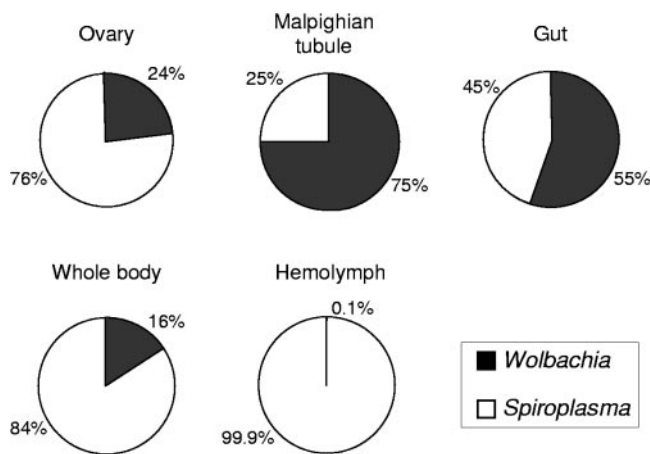 Ovary
24%
76%
Malpighian
tubule
25%
75%
Gut
45%
55%
Whole body
16%
84%
Hemolymph
0.1%
99.9%
Wolbachia
Spiroplasma